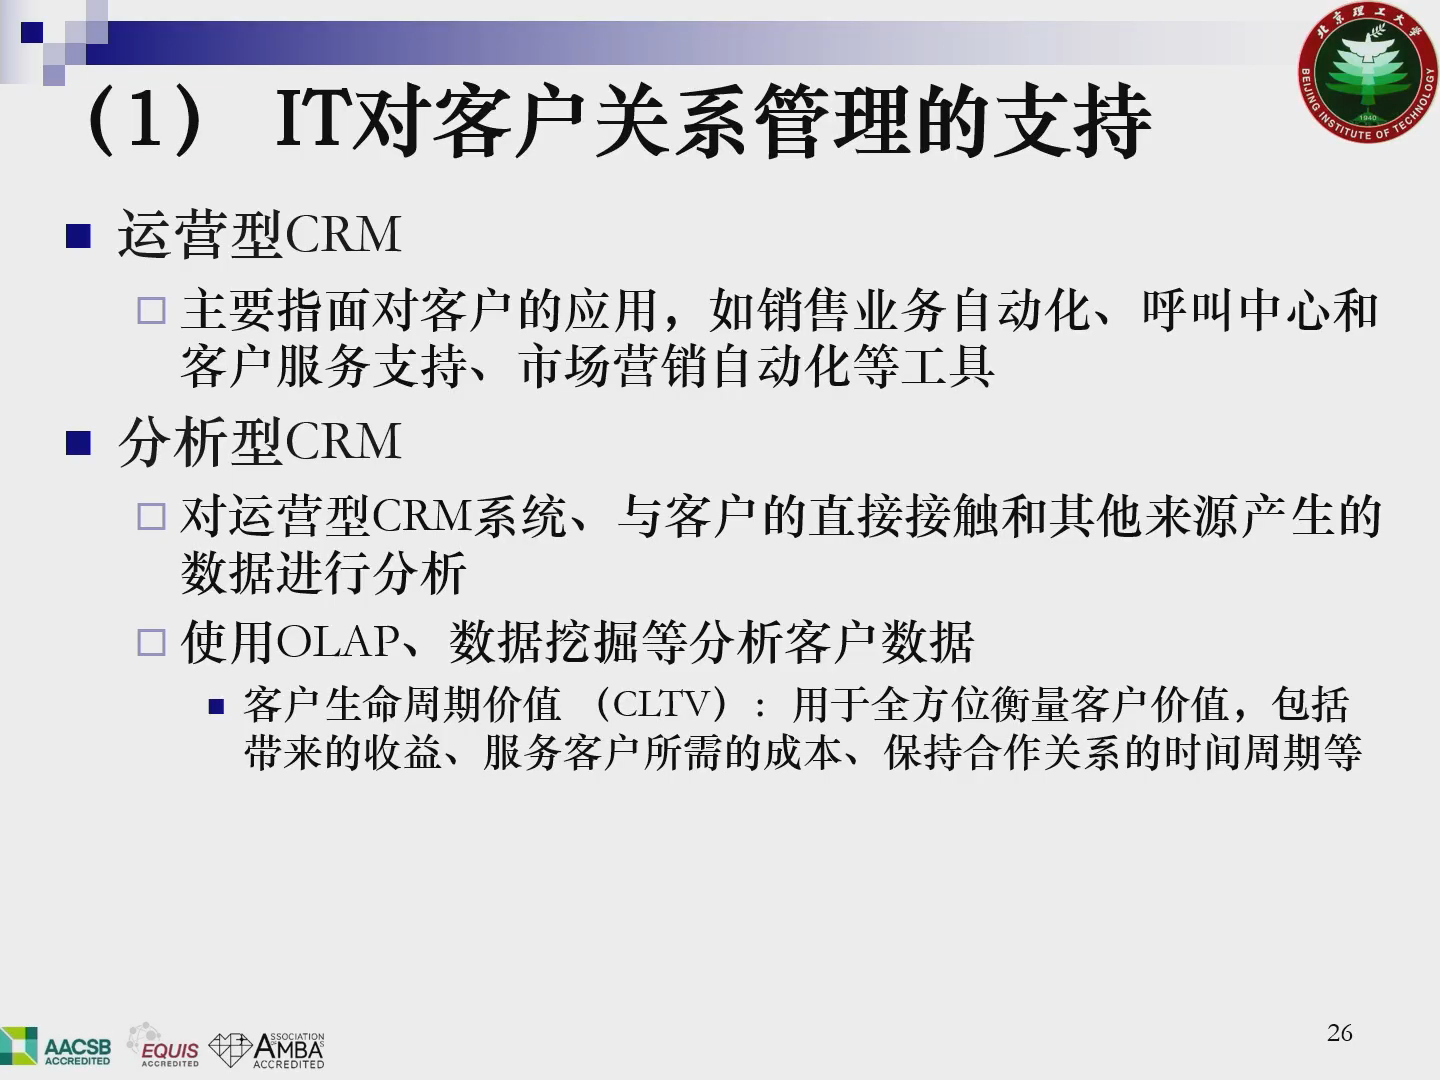 （1） IT对客户关系管理的支持
北京理工大学
BEIJING INSTITUTE OF TECHNOLOGY
1940
运营型CRM
主要指面对客户的应用，如销售业务自动化、呼叫中心和
客户服务支持、市场营销自动化等工具
分析型CRM
对运营型CRM系统、与客户的直接接触和其他来源产生的
数据进行分析
使用OLAP、数据挖掘等分析客户数据
客户生命周期价值 （CLTV）：用于全方位衡量客户价值，包括
带来的收益、服务客户所需的成本、保持合作关系的时间周期等
AACSB
ACCREDITED
EQUIS
ACCREDITED
ASSOCIATION
OF AMBAS
ACCREDITED
26